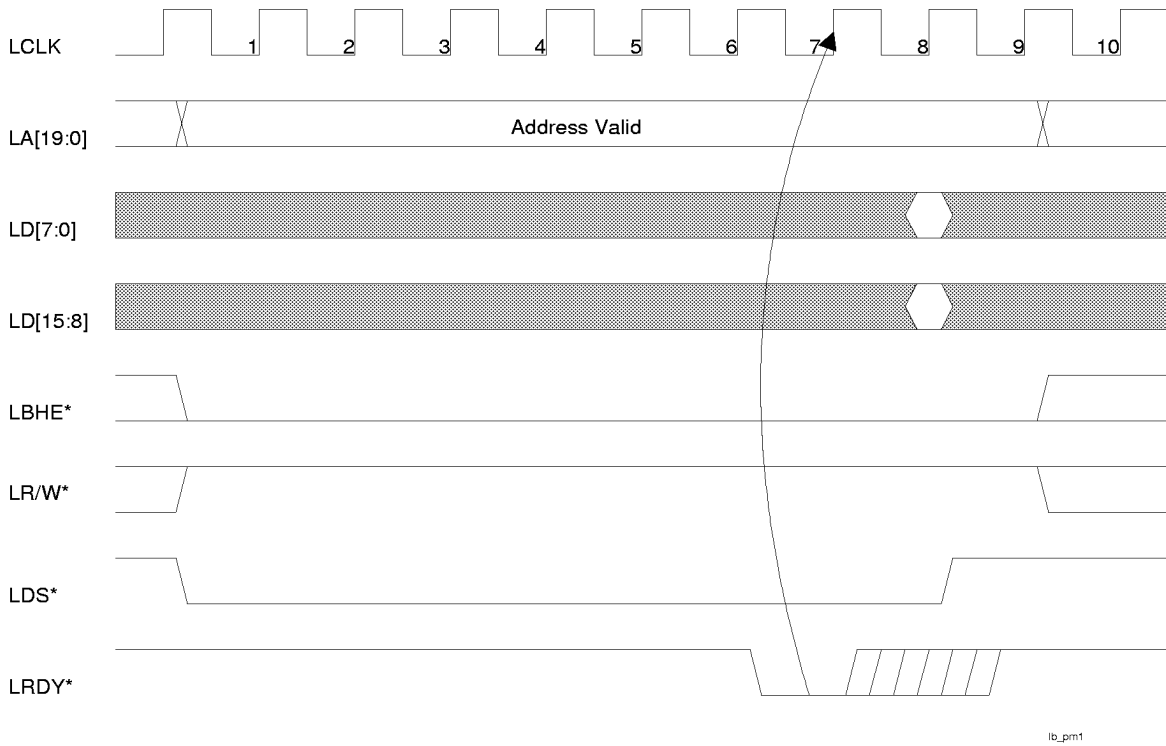 LCLK 1 2 3 4 5 6 7 8 9 10
LA[19:0] Address Valid
LD[7:0]
LD[15:8]
LBHE*
LR/W*
LDS*
LRDY*
lb_pm1